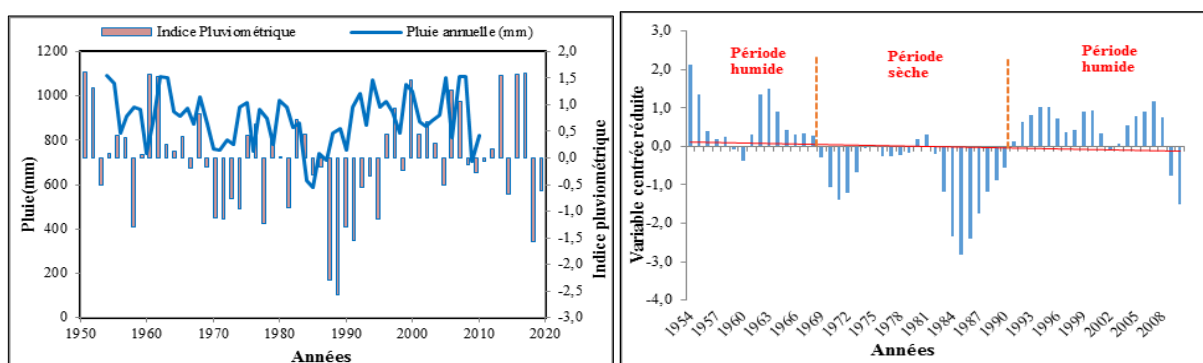 Indice Pluviométrique Pluie annuelle (mm)
1200
1000
800
600
400
200
0
Pluie(mm)
2,0
1,5
1,0
0,5
0,0
-0,5
-1,0
-1,5
-2,0
-2,5
-3,0
Indice pluviométrique
1950 1960 1970 1980 1990 2000 2010 2020
Années
Période humide
Période sèche
Période humide
3,0
2,0
1,0
0,0
-1,0
-2,0
-3,0
-4,0
Variable centrée réduite
1954 1957 1960 1963 1966 1969 1972 1975 1978 1981 1984 1987 1990 1993 1996 1999 2002 2005 2008
Années